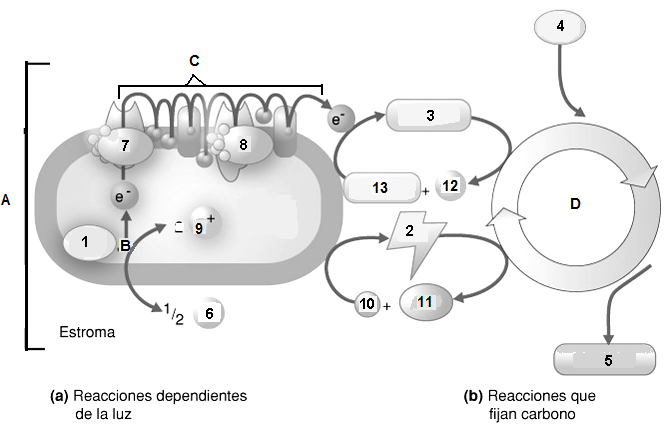 4
C
3
e-
7
8
A
13 + 12
e-
D
2
1
B
9 +
10 + 11
1/2 6
Estroma
5
(a) Reacciones dependientes
de la luz
(b) Reacciones que
fijan carbono